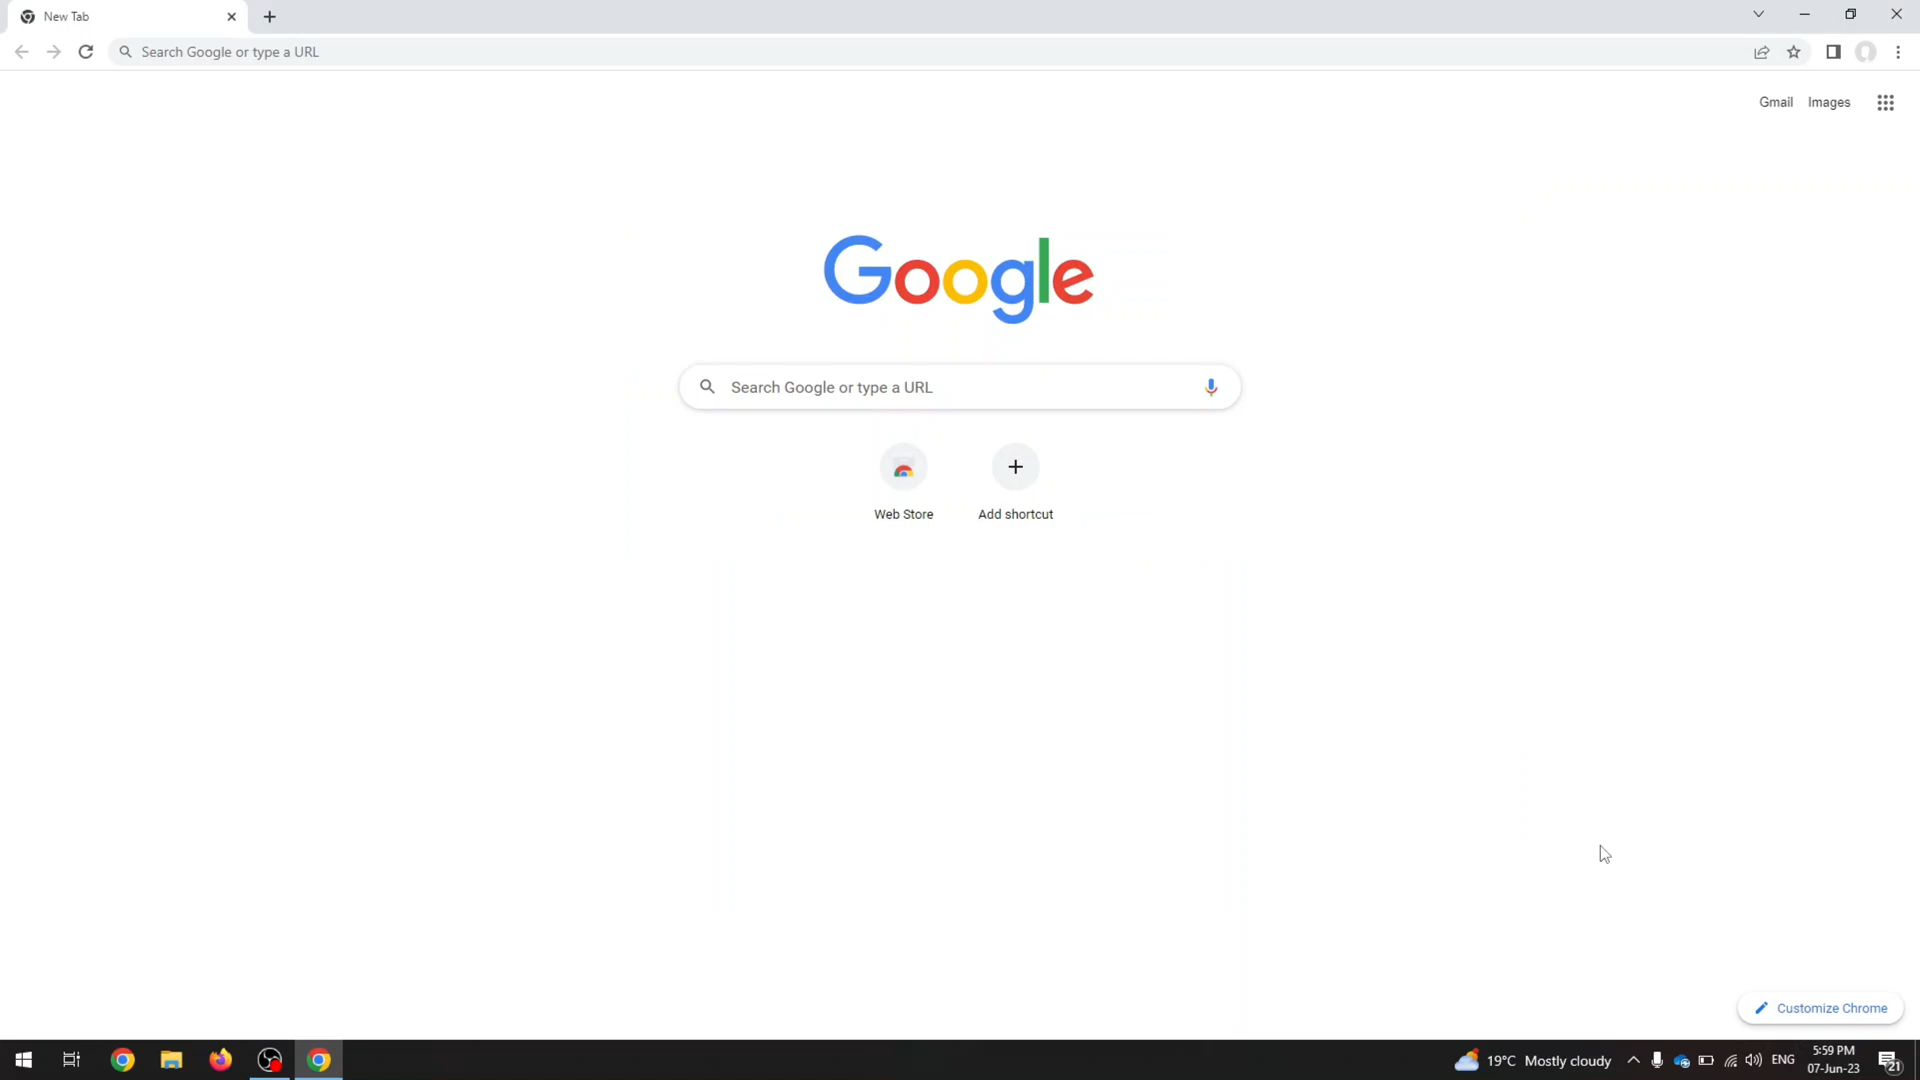 New Tab
Search Google or type a URL
Gmail Images
Google
Search Google or type a URL
Web Store Add shortcut
Customize Chrome
19°C Mostly cloudy ENG 5:59 PM
07-Jun-23 21